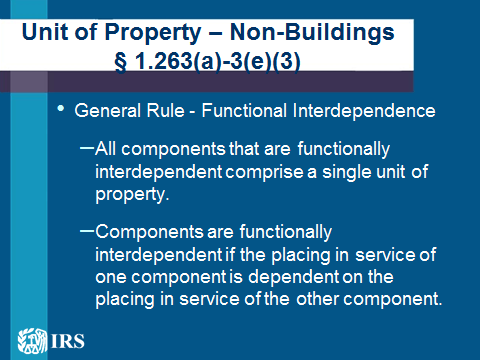 Unit of Property – Non-Buildings
§ 1.263(a)-3(e)(3)
• General Rule - Functional Interdependence
–All components that are functionally
interdependent comprise a single unit of
property.
–Components are functionally
interdependent if the placing in service of
one component is dependent on the
placing in service of the other component.
IRS